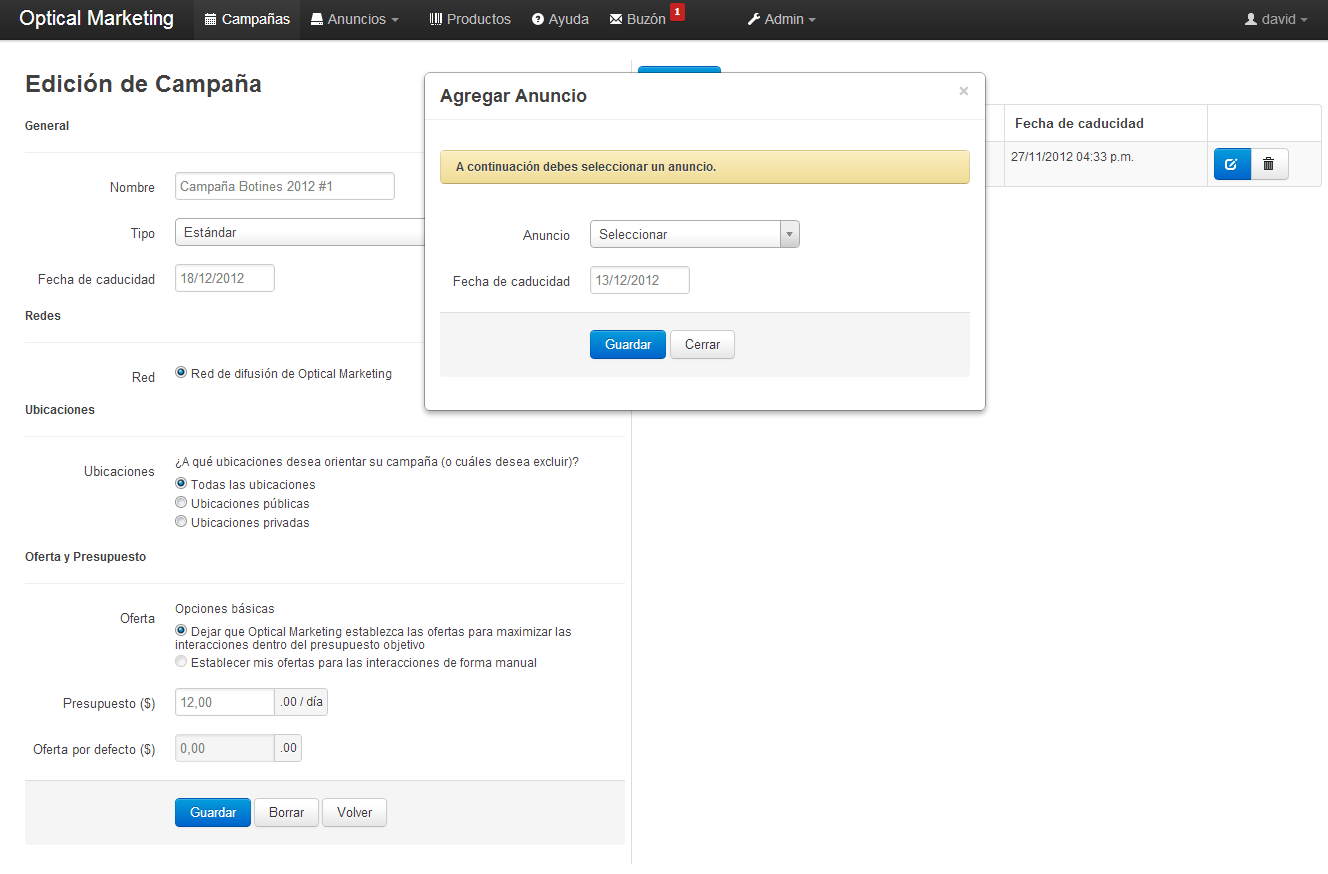 Optical Marketing
Campañas
Anuncios
Productos
Ayuda
Buzón
1
Admin
david
Edición de Campaña
General
Nombre
Campaña Botines 2012 #1
Tipo
Estándar
Fecha de caducidad
18/12/2012
Redes
Red
Red de difusión de Optical Marketing
Ubicaciones
Ubicaciones
¿A qué ubicaciones desea orientar su campaña (o cuáles desea excluir)?
Todas las ubicaciones
Ubicaciones públicas
Ubicaciones privadas
Oferta y Presupuesto
Oferta
Opciones básicas
Dejar que Optical Marketing establezca las ofertas para maximizar las
interacciones dentro del presupuesto objetivo
Establecer mis ofertas para las interacciones de forma manual
Presupuesto ($)
12,00
.00 / día
Oferta por defecto ($)
0,00
.00
Guardar
Borrar
Volver
Agregar Anuncio
×
A continuación debes seleccionar un anuncio.
Anuncio
Seleccionar
Fecha de caducidad
13/12/2012
Guardar
Cerrar
Fecha de caducidad
27/11/2012 04:33 p.m.